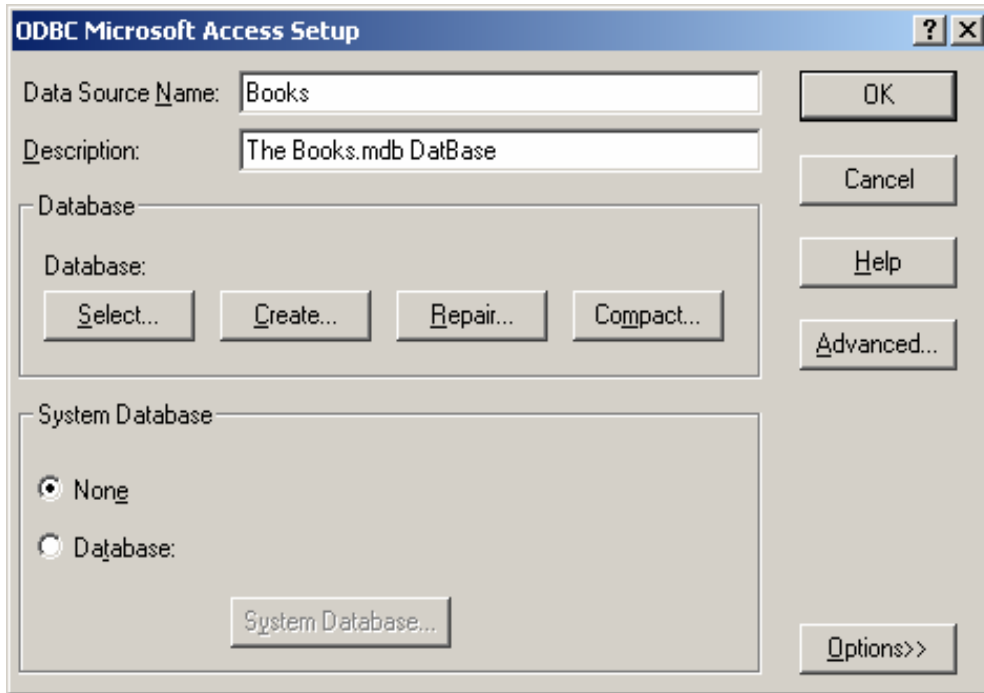 ODBC Microsoft Access Setup
Data Source Name: Books
Description: The Books.mdb DatBase
OK
Cancel
Help
Advanced...
Database
Database:
Select... Create... Repair... Compact...
System Database
None
Database:
System Database...
Options>>